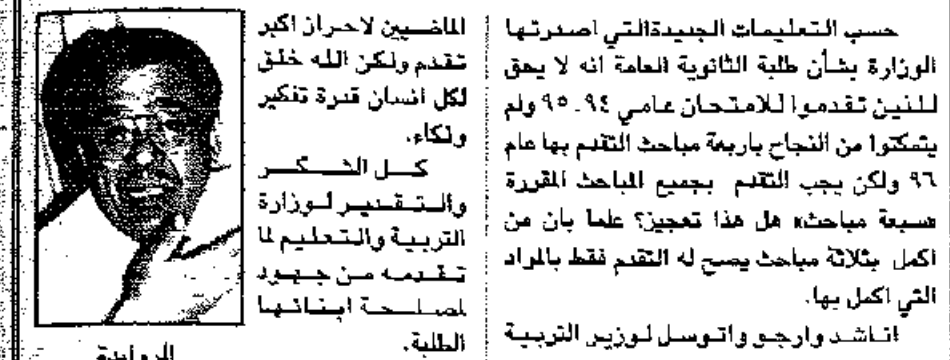 حسب التعليمات الجديدةالتي اصدرتها
الوزارة بشأن طلبة الثانوية العامة انه لا يحق
للذين تقدموا للامتحان عامي ٩٤ـ٩٥ ولم
يتمكنوا من النجاح باربعة مباحث التقدم بها عام
٩٦ ولكن يجب التقدم بجميع المباحث المقررة
«سبعة مباحث» هل هذا تعجيز؟ علما بان من
اكمل بثلاثة مباحث يصح له التقدم فقط بالمواد
التي اكمل بها.
اناشد وارجو واتوسل لوزير التربية
الماضيين لاحراز اكبر
تقدم ولكن الله خلق
لكل انسان قدرة تفكير
وذكاء.
كل الشكر
والتقدير لوزارة
التربية والتعليم لما
تقدمه من جهود
لمصلحة ابنائها
الطلبة.
الروابدة